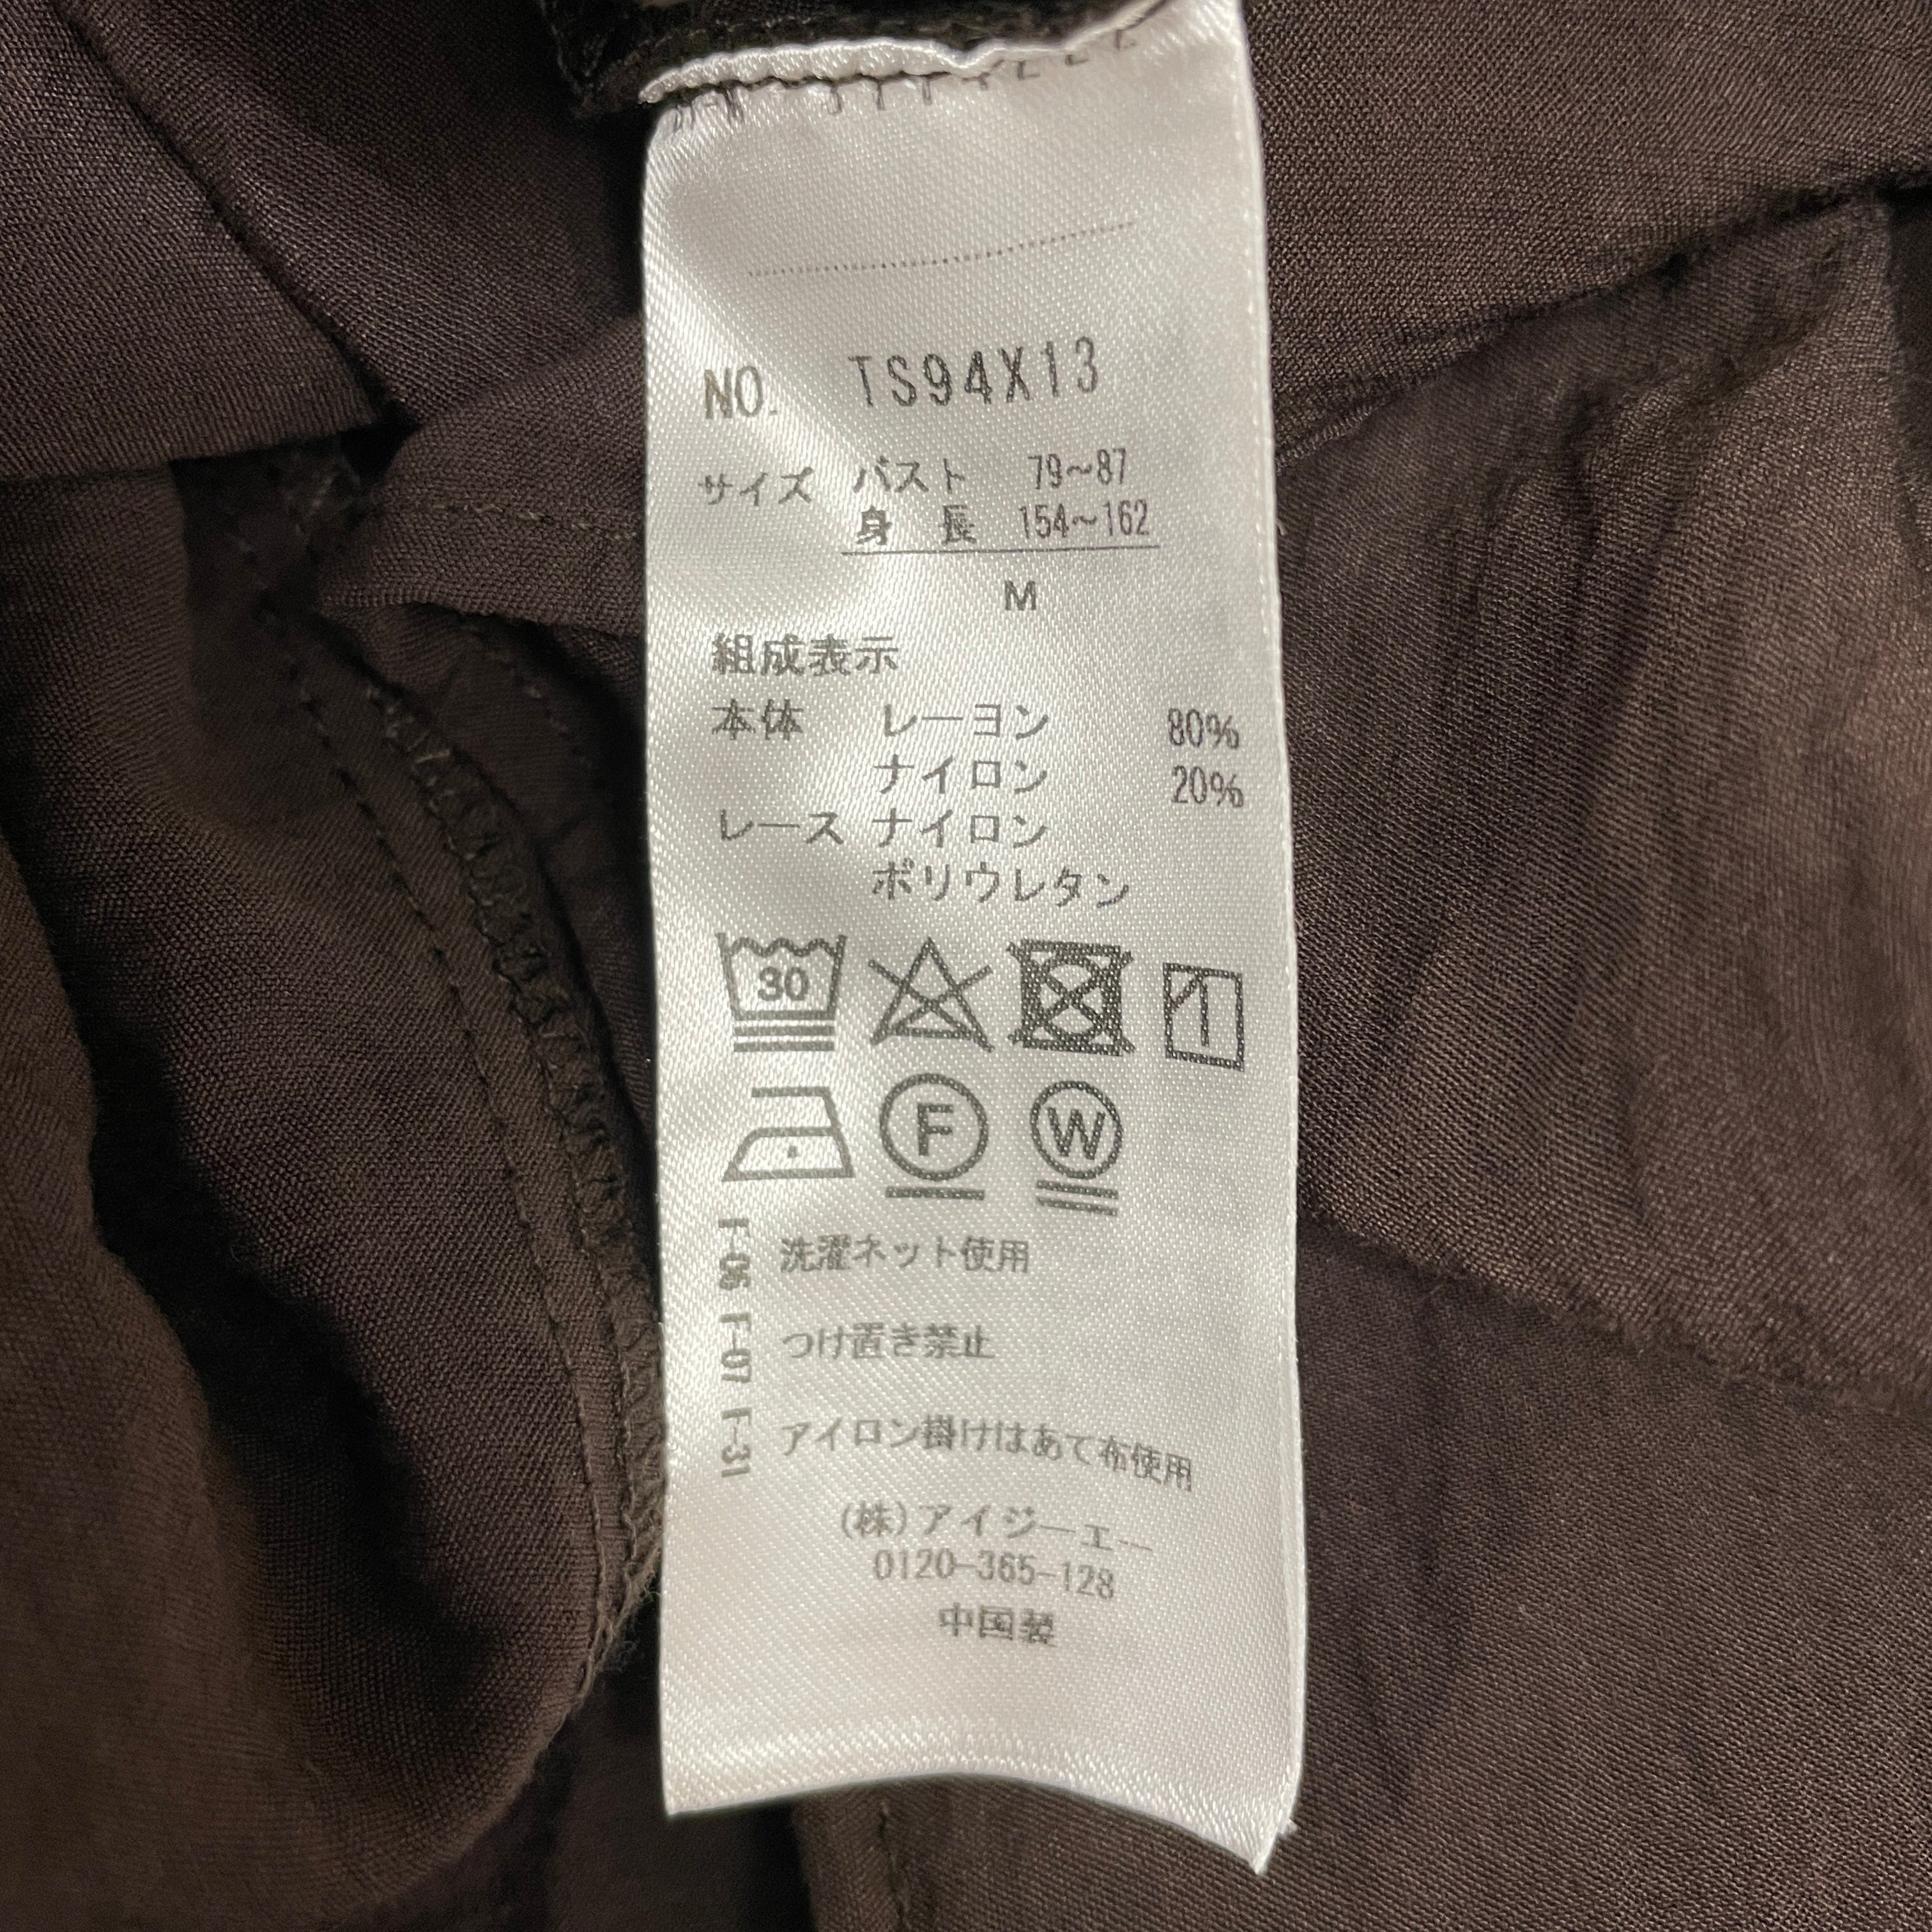 NO. TS94X13
サイズ バスト 79~87
身長 154~162
M
組成表示
本体 レーヨン 80%
ナイロン 20%
レース ナイロン
ポリウレタン
30
F W
F-06 F-07 F-31
洗濯ネット使用
つけ置き禁止
アイロン掛けはあて布使用
(株)アイジーエー
0120-365-128
中国製